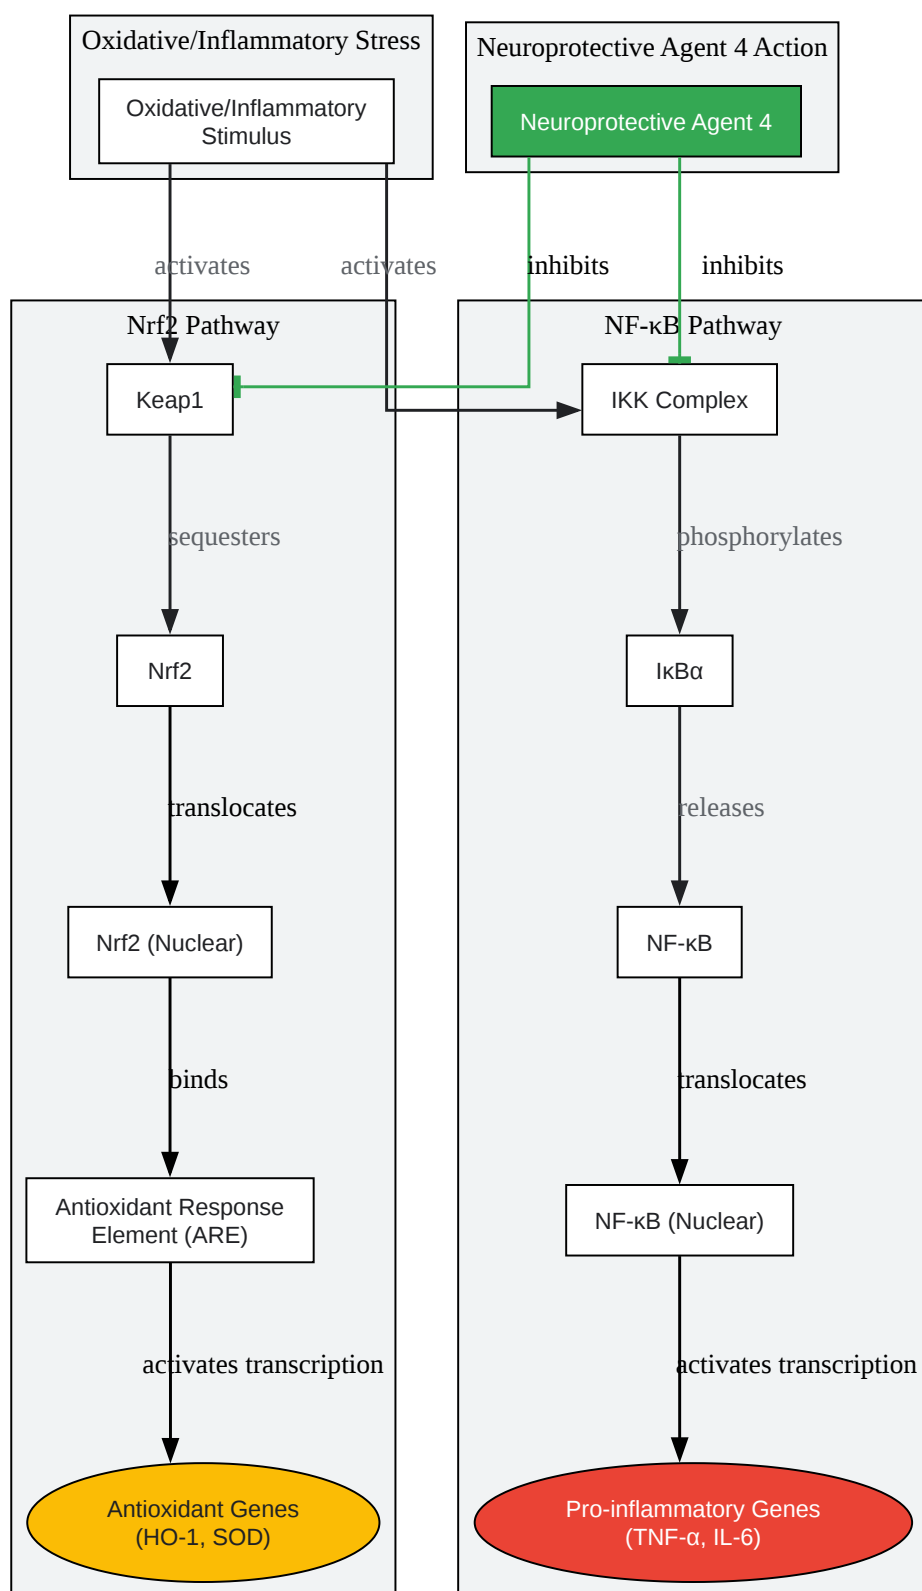 Oxidative/Inflammatory Stress
Oxidative/Inflammatory
Stimulus
Neuroprotective Agent 4 Action
Neuroprotective Agent 4
activates
activates
inhibits
inhibits
Nrf2 Pathway
Keap1
sequesters
Nrf2
translocates
Nrf2 (Nuclear)
binds
Antioxidant Response
Element (ARE)
activates transcription
Antioxidant Genes
(HO-1, SOD)
NF-κB Pathway
IKK Complex
phosphorylates
IκBα
releases
NF-κB
translocates
NF-κB (Nuclear)
activates transcription
Pro-inflammatory Genes
(TNF-α, IL-6)